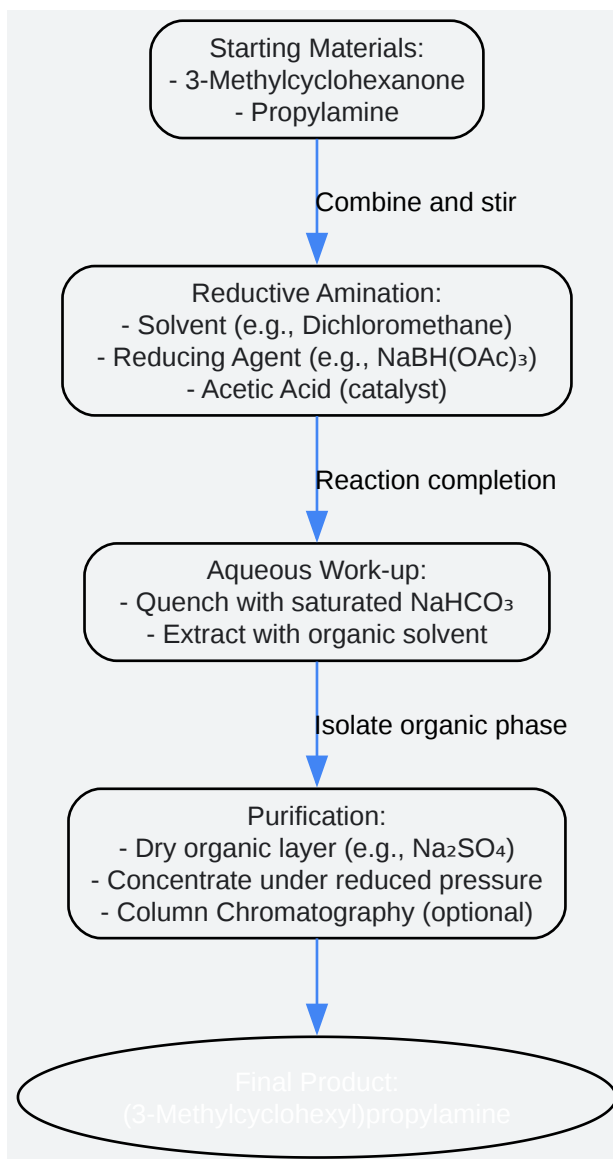 Starting Materials:
- 3-Methylcyclohexanone
- Propylamine
Combine and stir
Reductive Amination:
- Solvent (e.g., Dichloromethane)
- Reducing Agent (e.g., NaBH(OAc)₃)
- Acetic Acid (catalyst)
Reaction completion
Aqueous Work-up:
- Quench with saturated NaHCO₃
- Extract with organic solvent
Isolate organic phase
Purification:
- Dry organic layer (e.g., Na₂SO₄)
- Concentrate under reduced pressure
- Column Chromatography (optional)
Final Product:
(3-Methylcyclohexyl)propylamine